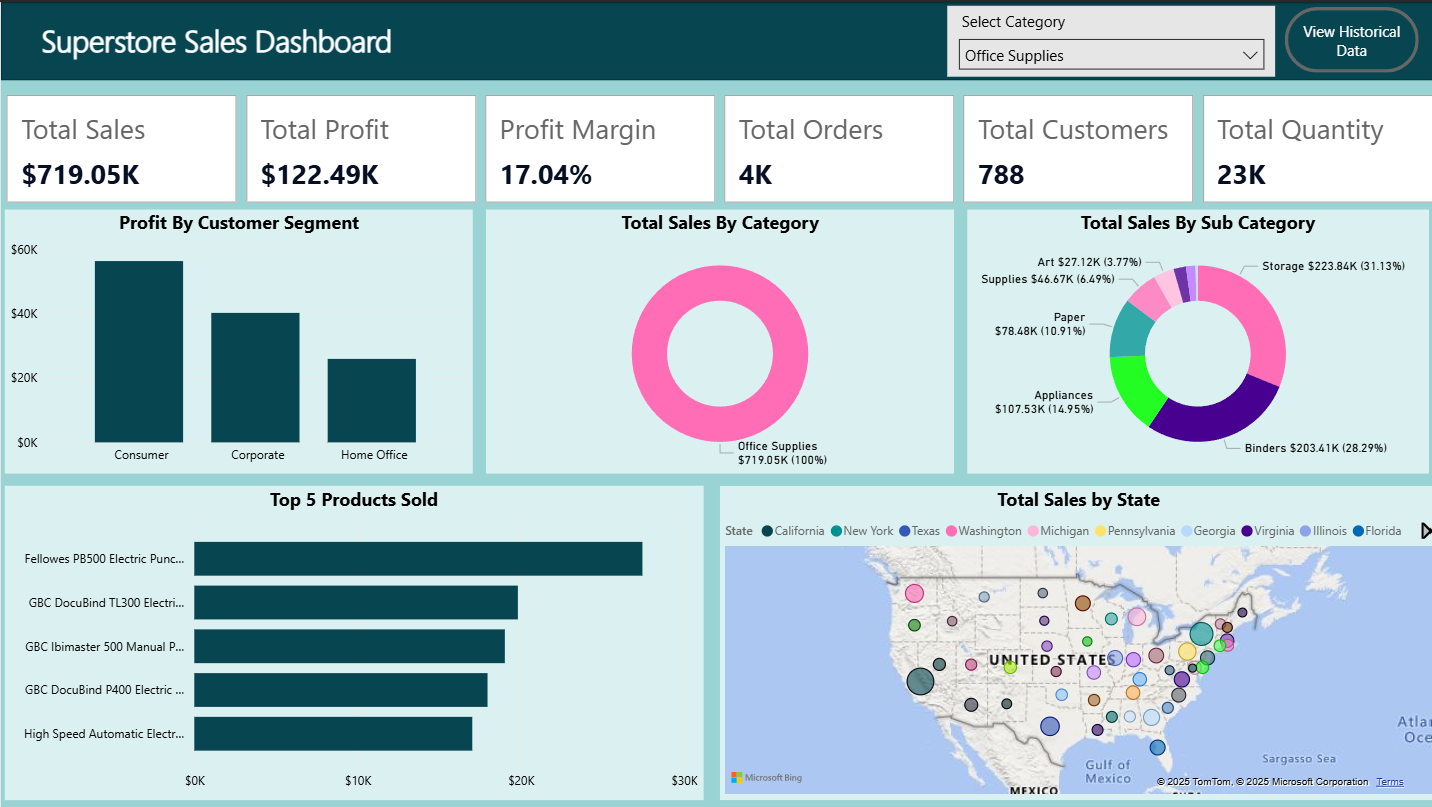 Superstore Sales Dashboard
Select Category
Office Supplies
View Historical
Data
Total Sales
$719.05K
Total Profit
$122.49K
Profit Margin
17.04%
Total Orders
4K
Total Customers
788
Total Quantity
23K
Profit By Customer Segment
$60K
$40K
$20K
$0K
Consumer
Corporate
Home Office
Total Sales By Category
Office Supplies
$719.05K (100%)
Total Sales By Sub Category
Art $27.12K (3.77%)
Supplies $46.67K (6.49%)
Paper
$78.48K (10.91%)
Appliances
$107.53K (14.95%)
Storage $223.84K (31.13%)
Binders $203.41K (28.29%)
Top 5 Products Sold
Fellowes PB500 Electric Punc...
GBC DocuBind TL300 Electri...
GBC Ibimaster 500 Manual P...
GBC DocuBind P400 Electric ...
High Speed Automatic Electr...
$0K
$10K
$20K
$30K
Total Sales by State
State California New York Texas Washington Michigan Pennsylvania Georgia Virginia Illinois Florida
UNITED STATES
Atlan
Oce
Sargasso Sea
Gulf of
Mexico
MEXICO
Microsoft Bing
© 2025 TomTom, © 2025 Microsoft Corporation Terms